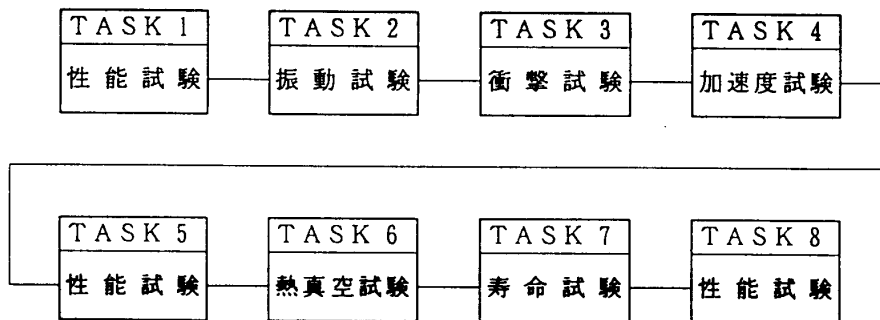 TASK 1
性能試験
TASK 2
振動試験
TASK 3
衝撃試験
TASK 4
加速度試験
TASK 5
性能試験
TASK 6
熱真空試験
TASK 7
寿命試験
TASK 8
性能試験